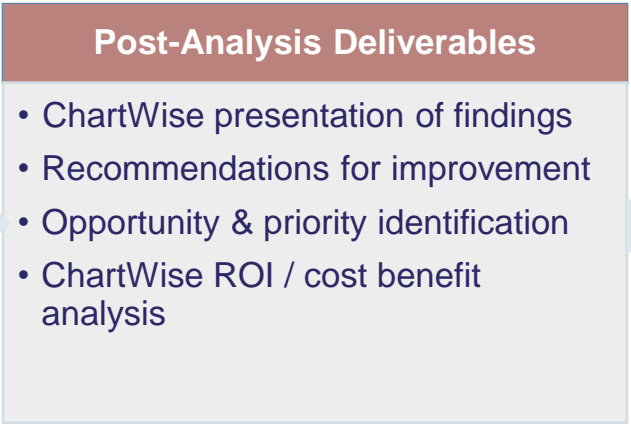 Post-Analysis Deliverables
• ChartWise presentation of findings
• Recommendations for improvement
• Opportunity & priority identification
• ChartWise ROI / cost benefit
analysis